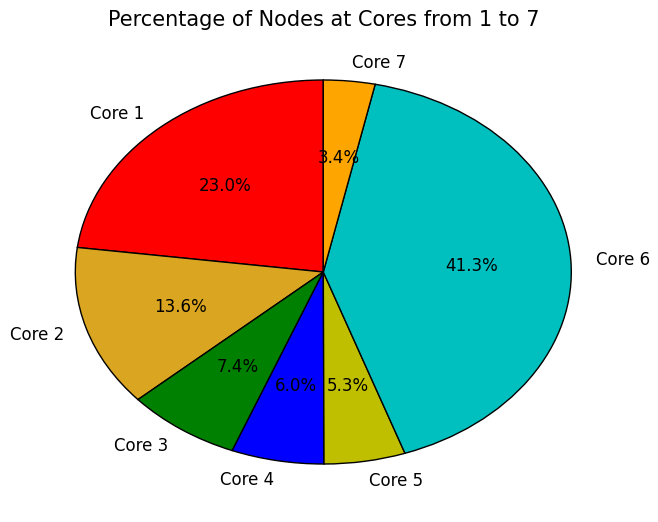 Percentage of Nodes at Cores from 1 to 7
Core 7
Core 1
3.4%
23.0%
Core 6
41.3%
13.6%
Core 2
7.4%
6.0%
5.3%
Core 3
Core 4
Core 5